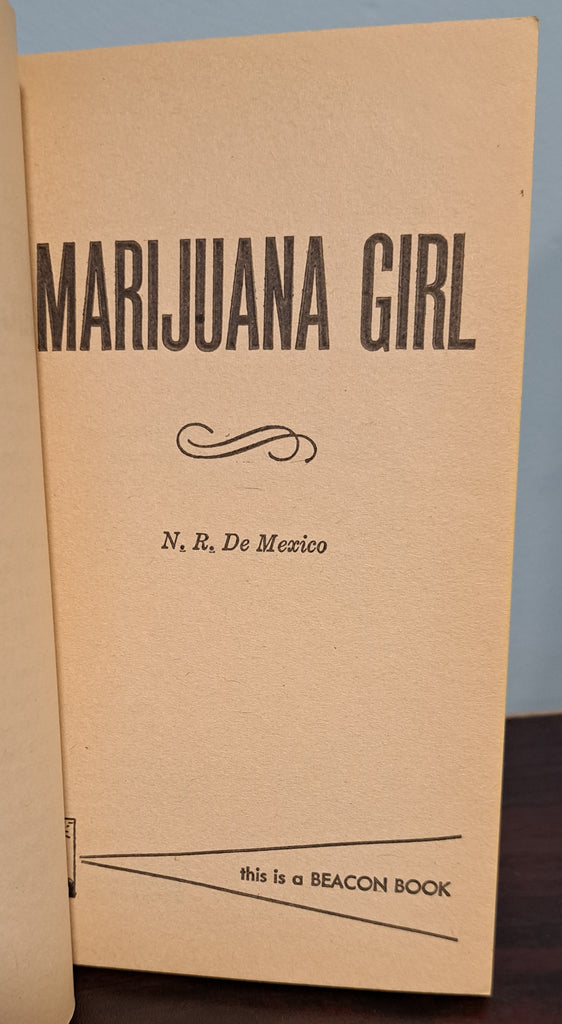 MARIJUANA GIRL
N. R. De Mexico
this is a BEACON BOOK